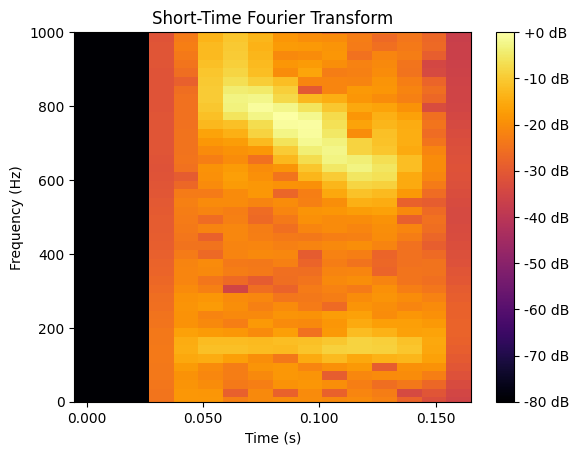 Short-Time Fourier Transform
1000
800
600
400
200
0
Frequency (Hz)
0.000
0.050
0.100
0.150
Time (s)
+0 dB
-10 dB
-20 dB
-30 dB
-40 dB
-50 dB
-60 dB
-70 dB
-80 dB